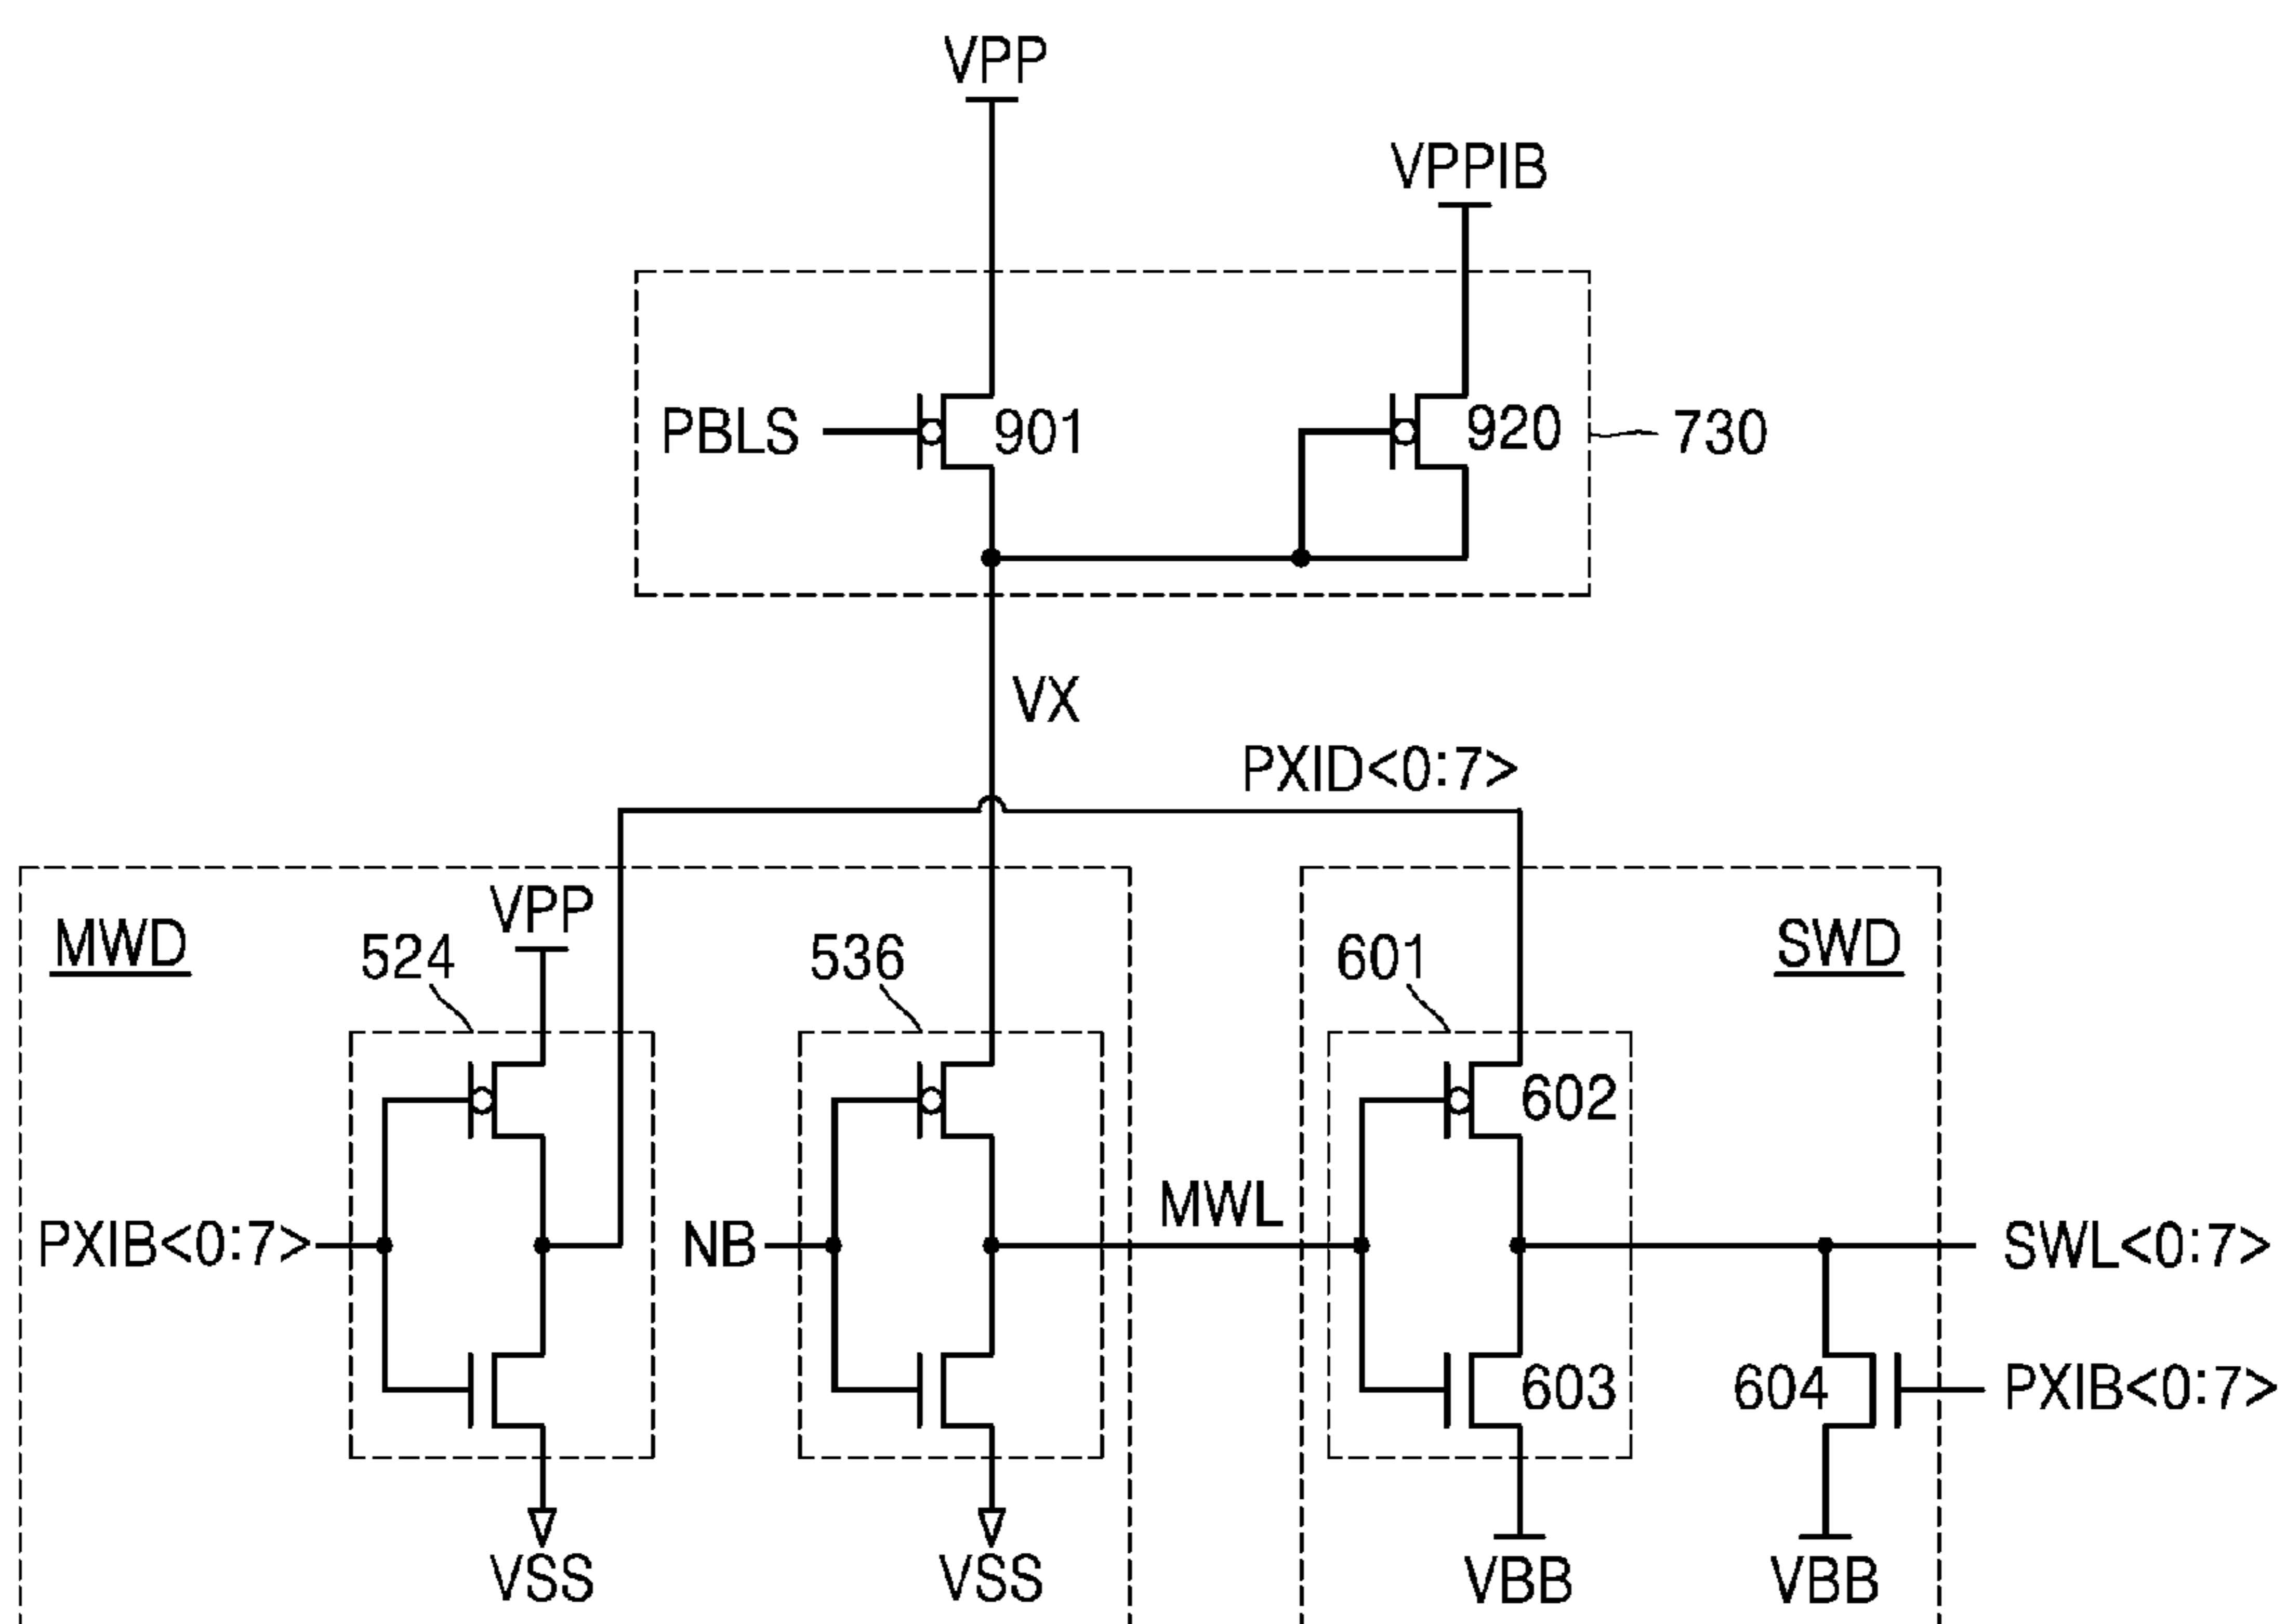 VPP
VPPIB
PBLS
901
920
730
VX
PXID<0:7>
MWD
VPP
524
536
601
SWD
602
PXIB<0:7>
NB
MWL
SWL<0:7>
603
604
PXIB<0:7>
VSS
VSS
VBB
VBB